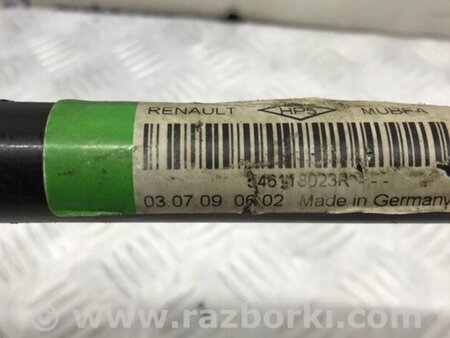 RENAULT HPS MUBEA
546118023R---
03.07.09 06:02 Made in Germany
www.razborki.com